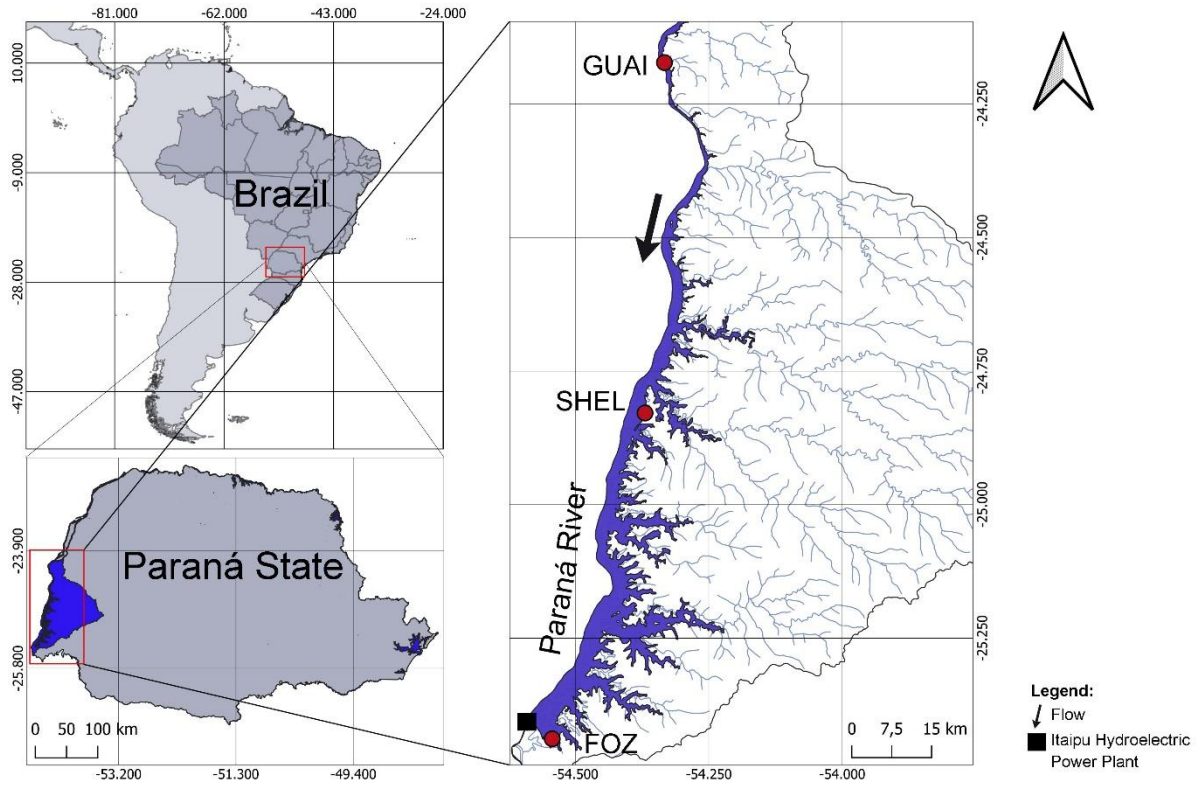 -81.000
-62.000
-43.000
-24.000
10.000
-9.000
-28.000
-47.000
Brazil
Paraná State
-23.900
-25.800
0 50 100 km
-53.200
-51.300
-49.400
GUAI
SHEL
Paraná River
FOZ
-24.250
-24.500
-24.750
-25.000
-25.250
0 7,5 15 km
-54.500
-54.250
-54.000
Legend:
Flow
Itaipu Hydroelectric
Power Plant